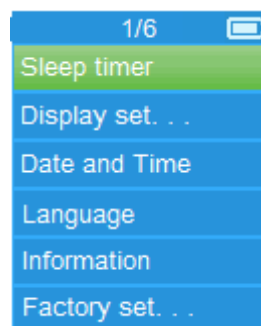 1/6
Sleep timer
Display set. . .
Date and Time
Language
Information
Factory set. . .